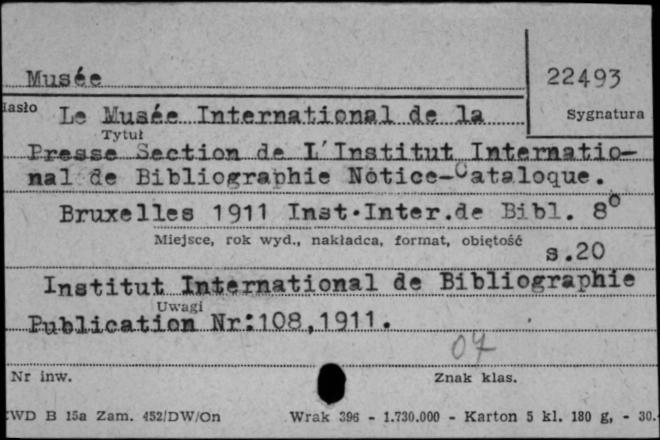 Musée
22493
Hasło
Le Musée International de la
Sygnatura
Tytuł
Presse Section de L'Institut Internatio-
nal de Bibliographie Nótice-Cataloque.
Bruxelles 1911 Inst.Inter.de Bibl. 8°
Miejsce, rok wyd., nakładca, format, objętość
s.20
Institut International de Bibliographie
Uwagi
Publication Nr:108,1911.
07
Nr inw.
Znak klas.
CWD B 15a Zam. 452/DW/On Wrak 396 - 1.730.000 - Karton 5 kl. 180 g, - 30.